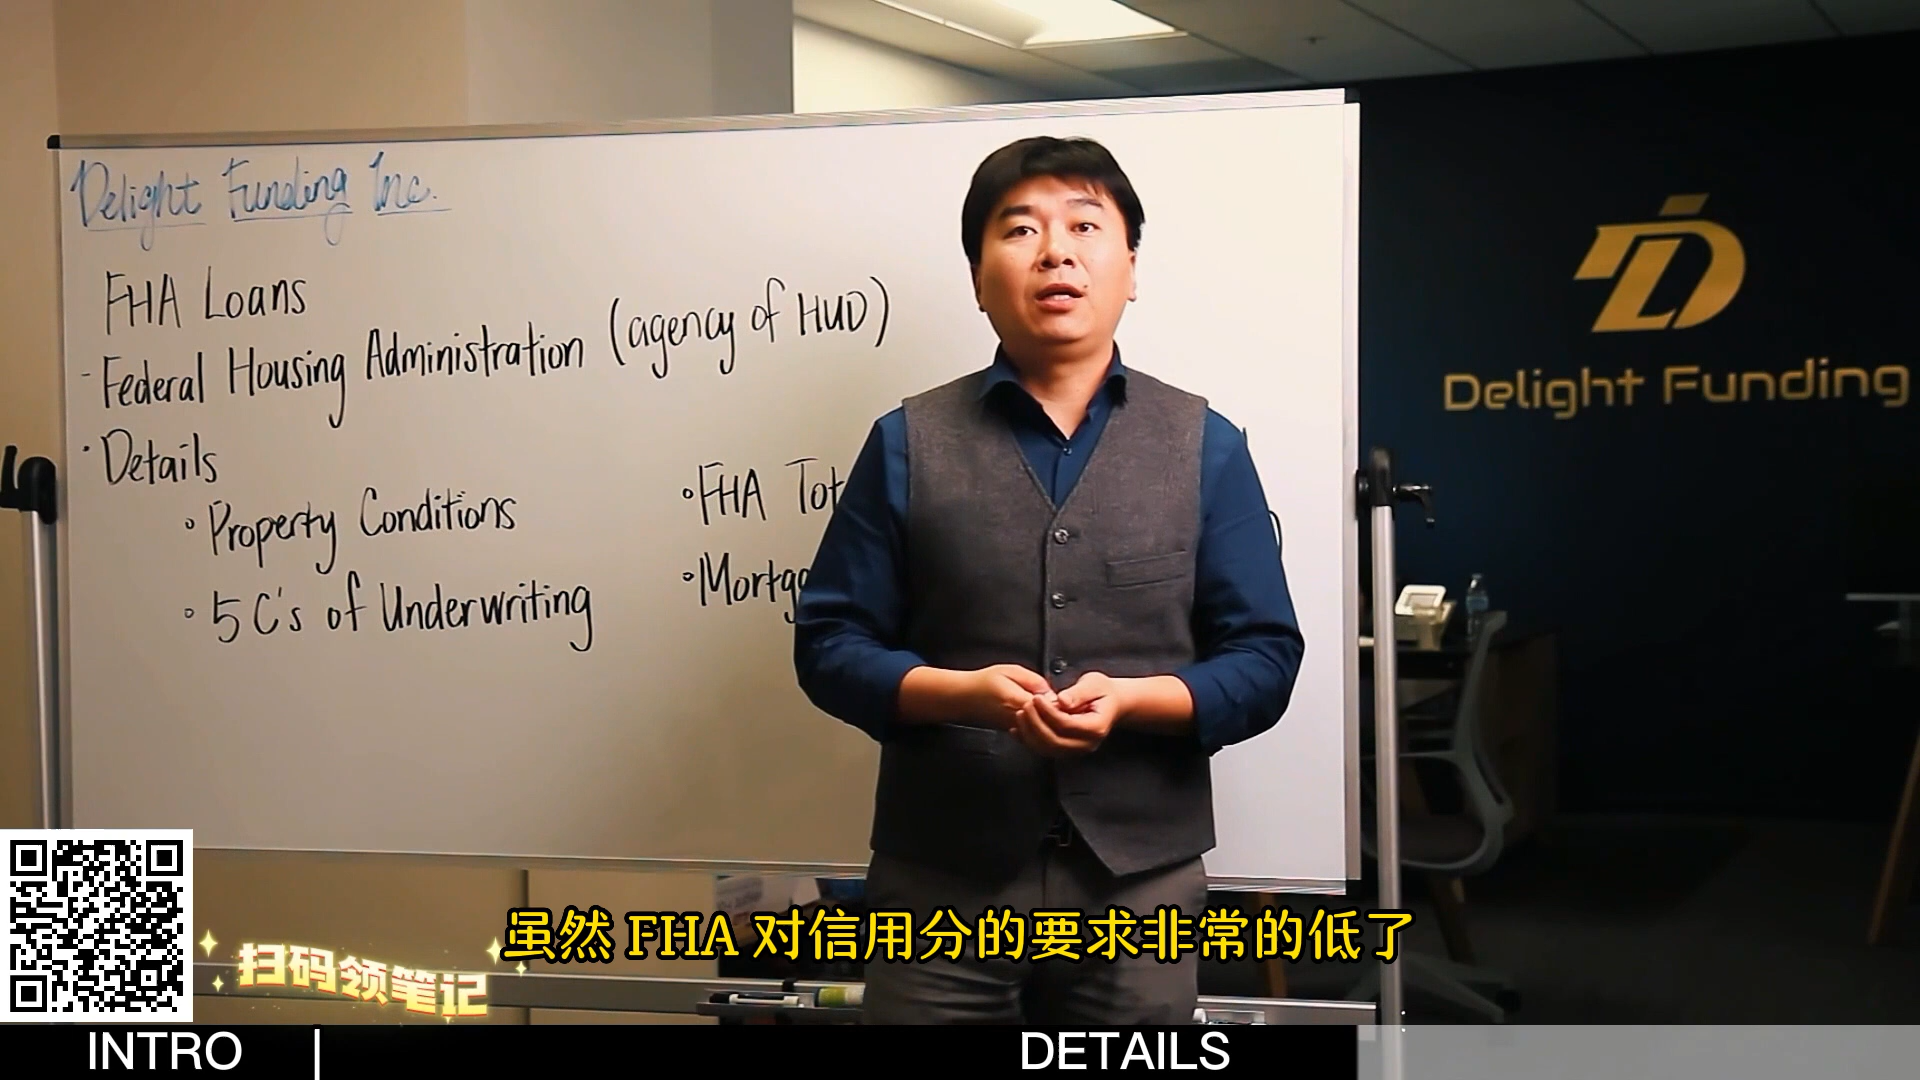 Delight Funding Inc.
FHA Loans
- Federal Housing Administration (agency of HUD)
· Details
◦ Property Conditions
◦ 5 C's of Underwriting
◦ FHA
◦
Delight Funding
扫码领笔记
虽然 FHA 对信用分的要求非常的低了
INTRO | DETAILS